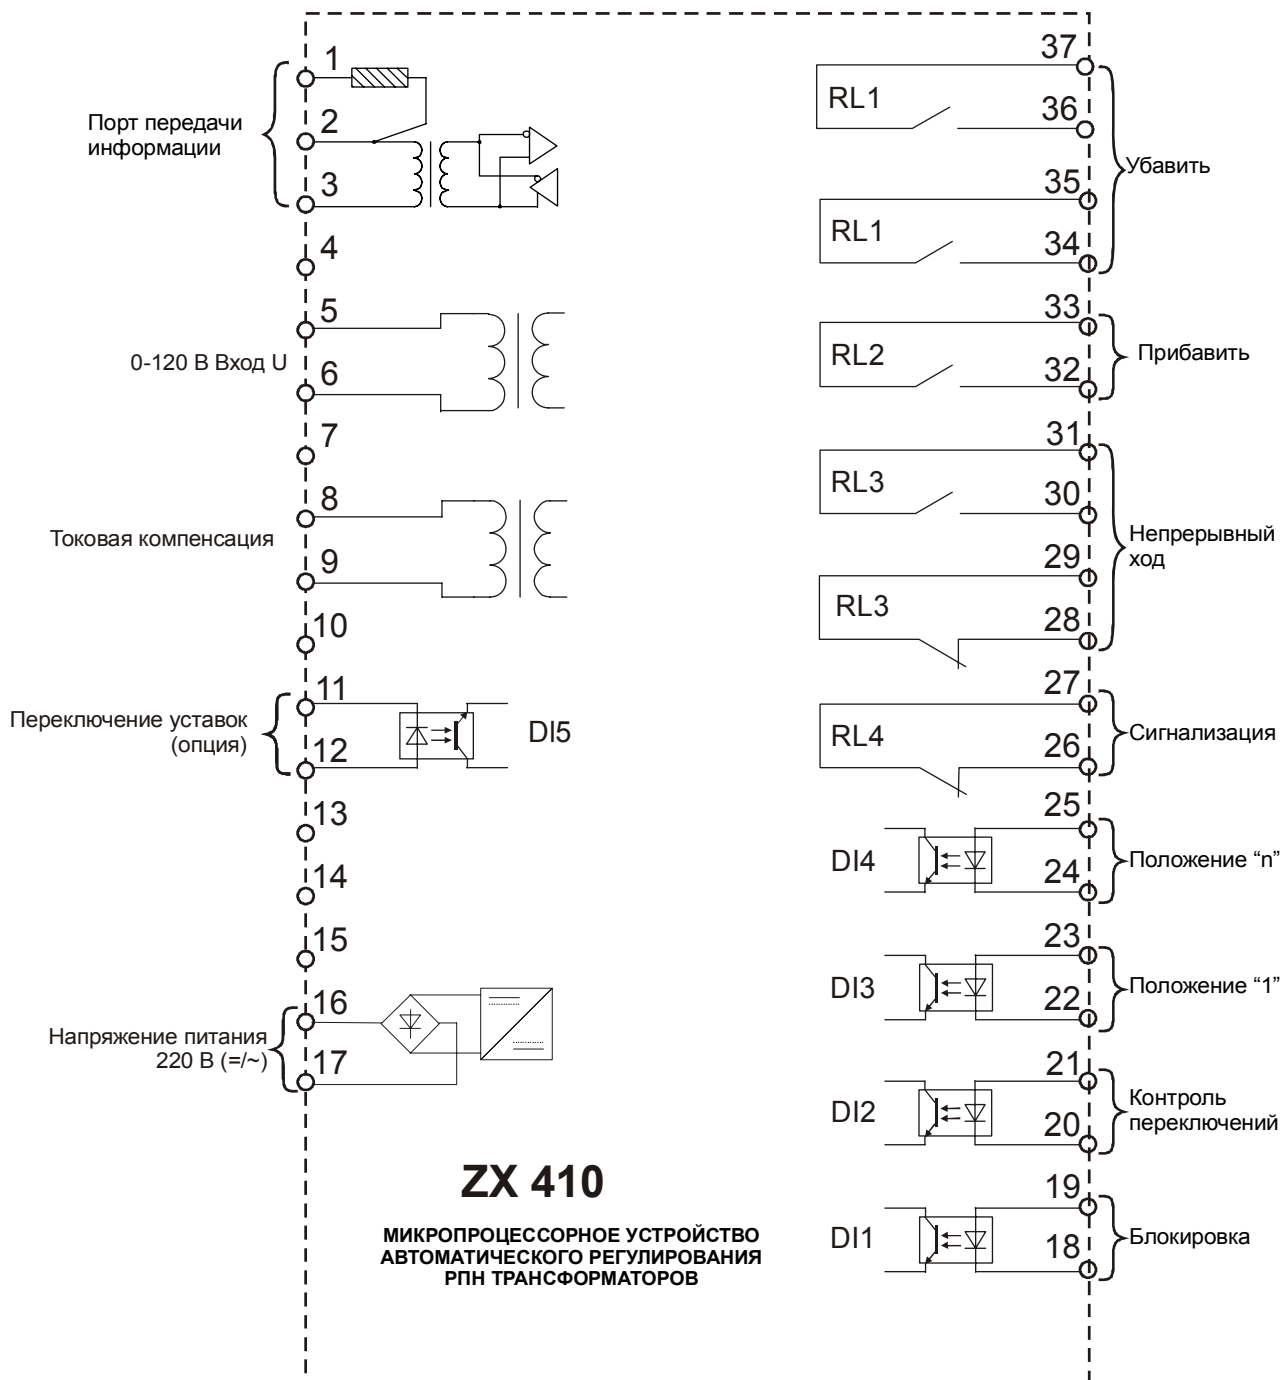 1
Порт передачи
информации
2
3
4
5
0-120 В Вход U
6
7
8
Токовая компенсация
9
10
11
Переключение уставок
(опция)
12
DI5
13
14
15
16
Напряжение питания
220 В (=/~)
17
37
RL1
36
Убавить
35
RL1
34
33
RL2
Прибавить
32
31
RL3
30
Непрерывный
ход
29
RL3
28
27
RL4
Сигнализация
26
25
DI4
Положение “n”
24
23
DI3
Положение “1”
22
21
DI2
Контроль
переключений
20
19
DI1
Блокировка
18
ZX 410
МИКРОПРОЦЕССОРНОЕ УСТРОЙСТВО
АВТОМАТИЧЕСКОГО РЕГУЛИРОВАНИЯ
РПН ТРАНСФОРМАТОРОВ